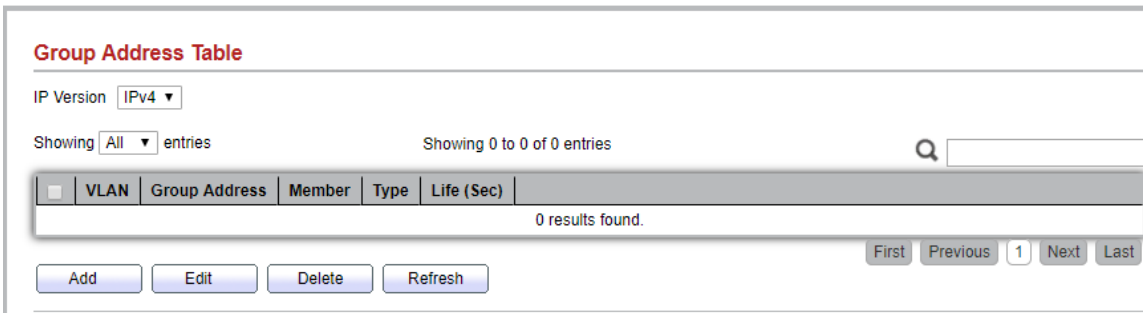 Group Address Table
IP Version IPv4
Showing All entries Showing 0 to 0 of 0 entries
VLAN Group Address Member Type Life (Sec)
0 results found.
First Previous 1 Next Last
Add Edit Delete Refresh